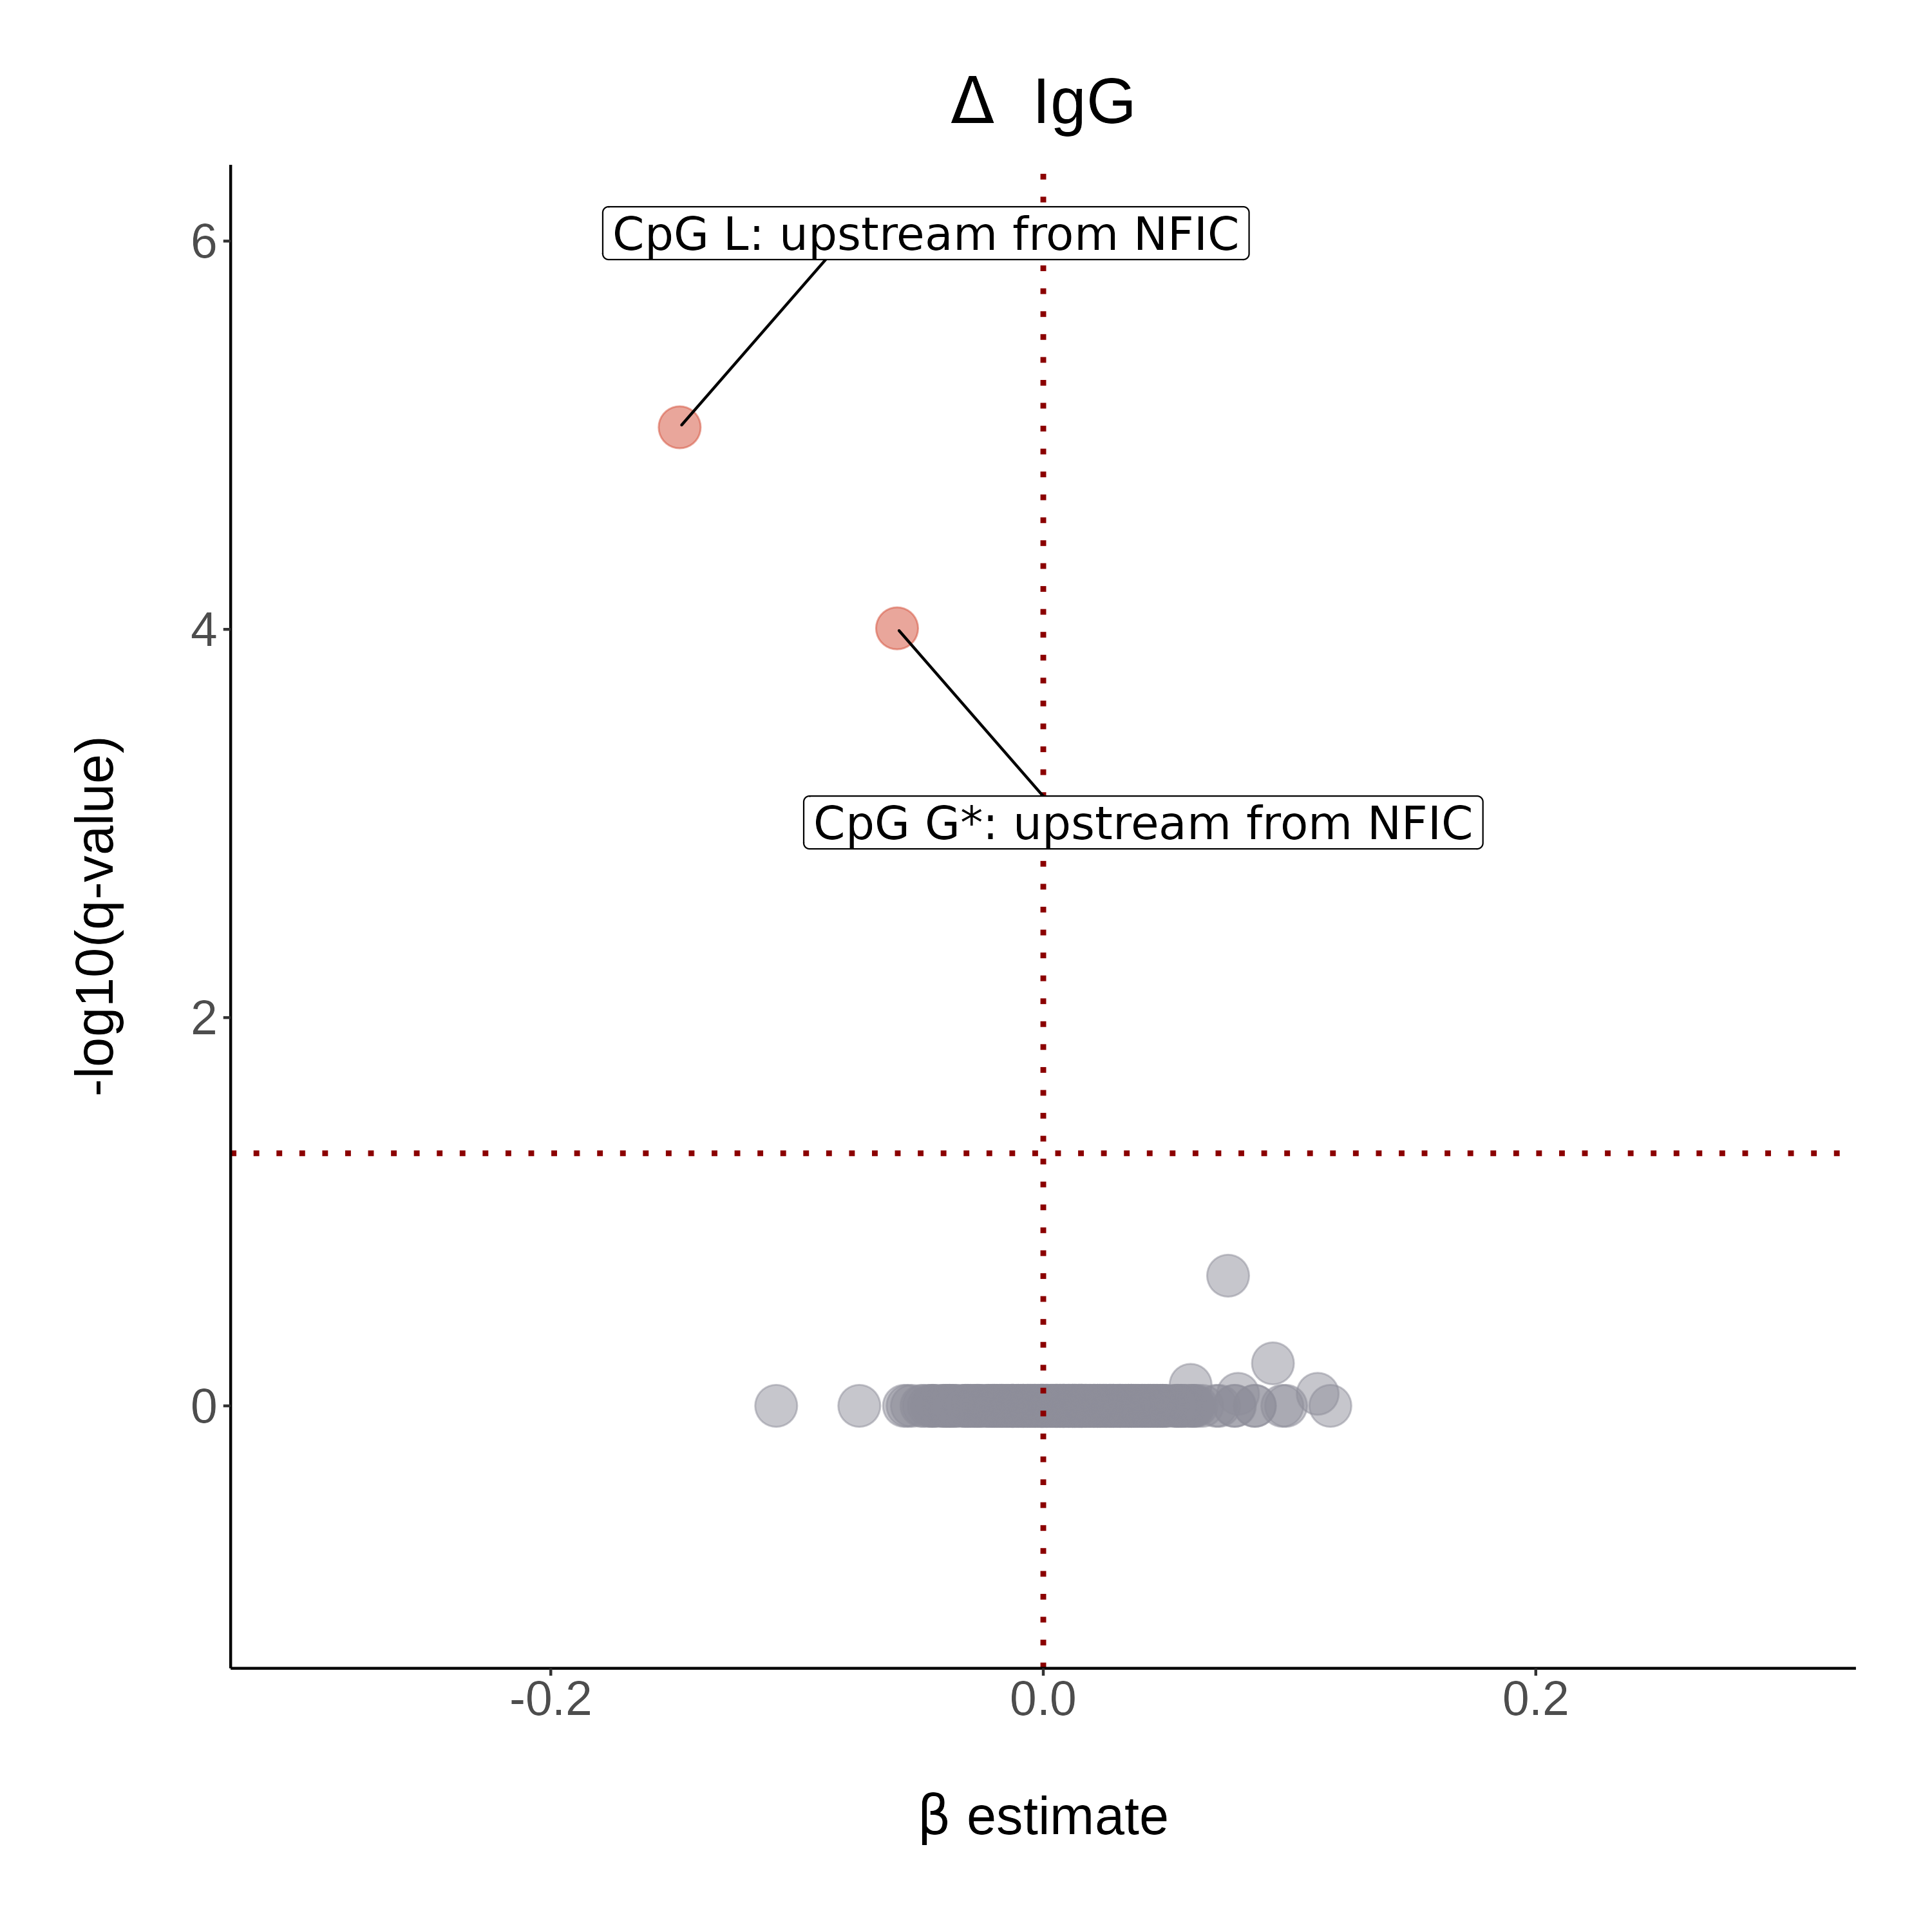 Δ IgG
6
CpG L: upstream from NFIC
4
CpG G*: upstream from NFIC
-log10(q-value)
2
0
-0.2 0.0 0.2
β estimate